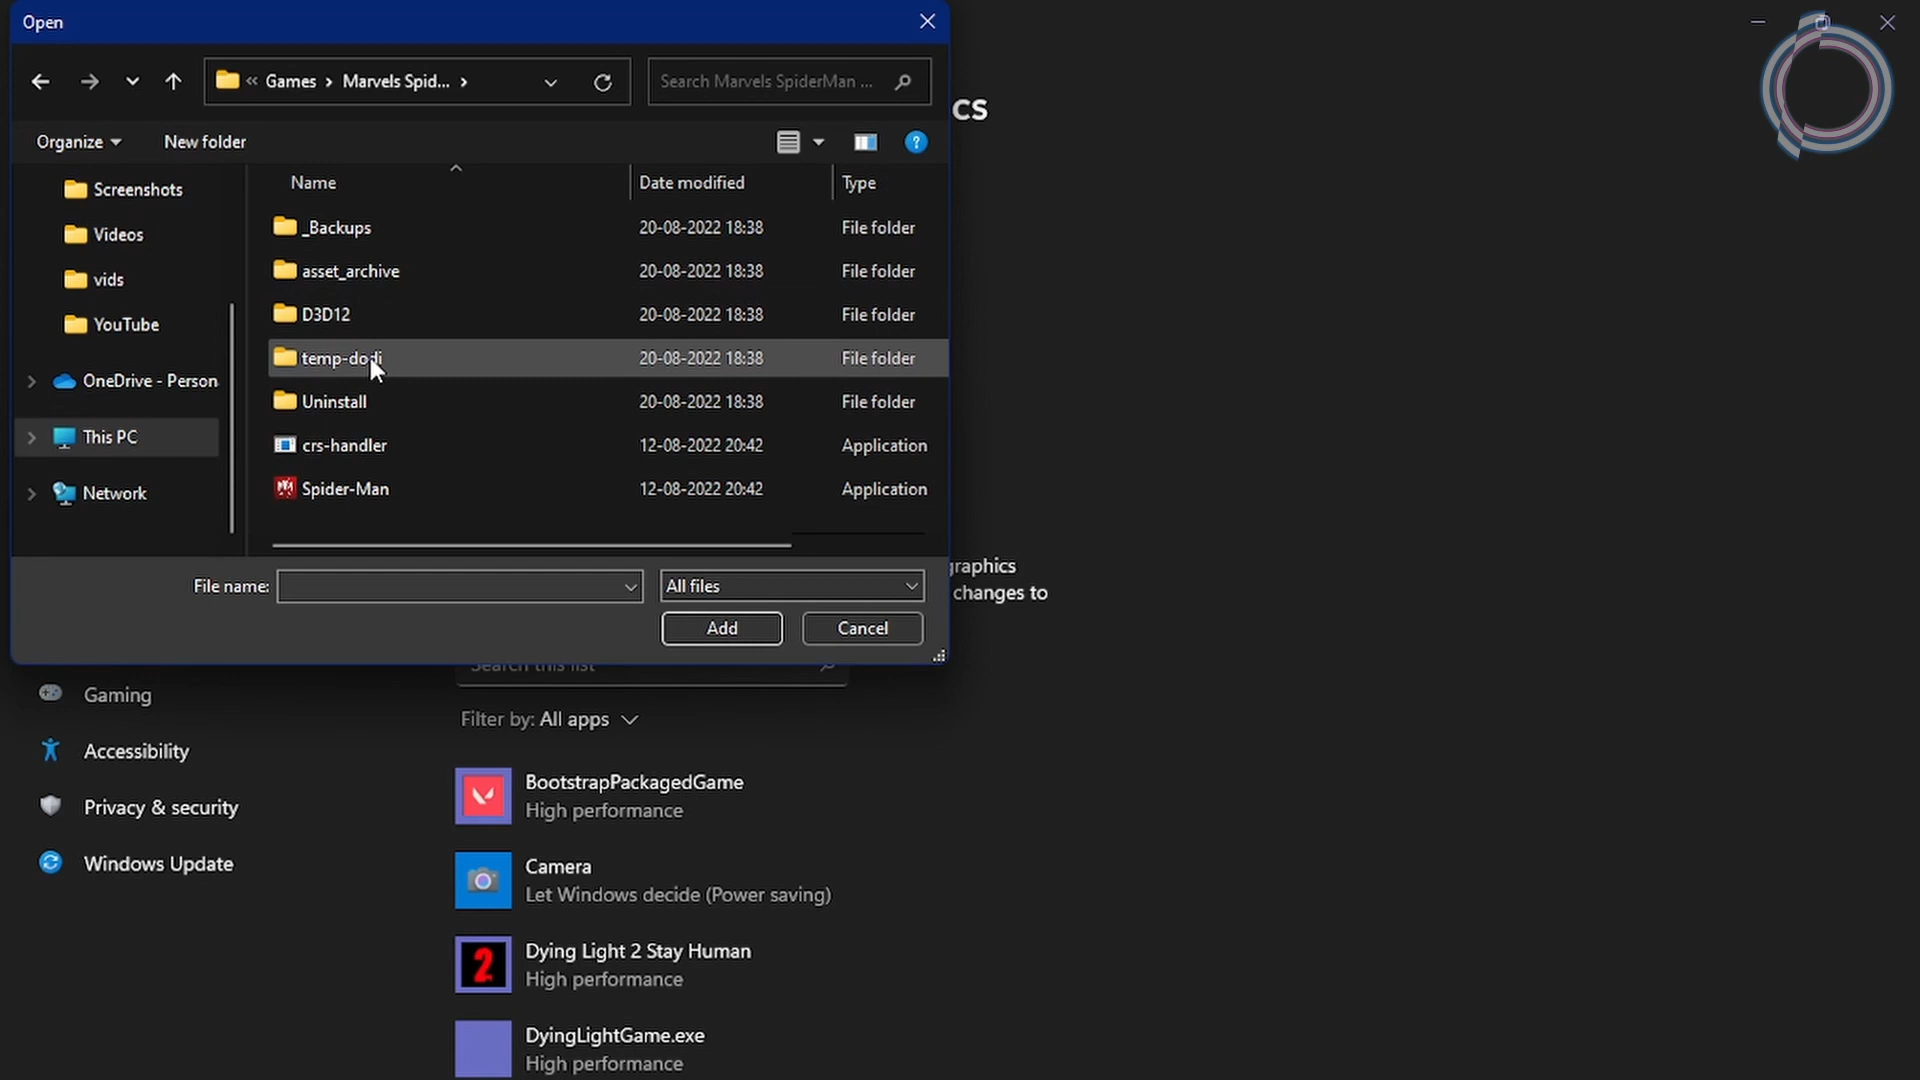 Open
« Games › Marvels Spid... ›
Search Marvels SpiderMan ...
cs
Organize
New folder
Name
Date modified
Type
Screenshots
Videos
vids
YouTube
OneDrive - Person
This PC
Network
_Backups 20-08-2022 18:38 File folder
asset_archive 20-08-2022 18:38 File folder
D3D12 20-08-2022 18:38 File folder
temp-dodi 20-08-2022 18:38 File folder
Uninstall 20-08-2022 18:38 File folder
crs-handler 12-08-2022 20:42 Application
Spider-Man 12-08-2022 20:42 Application
File name:
All files
Add
Cancel
raphics
changes to
Search this list
Gaming
Accessibility
Privacy & security
Windows Update
Filter by: All apps
BootstrapPackagedGame
High performance
Camera
Let Windows decide (Power saving)
2
Dying Light 2 Stay Human
High performance
DyingLightGame.exe
High performance